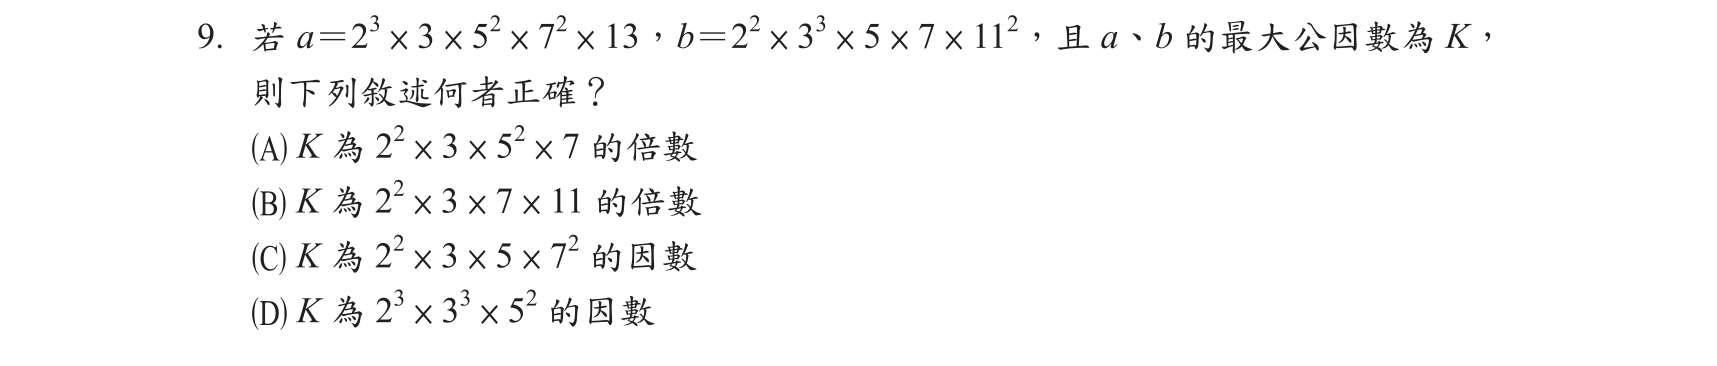 9. 若 a=2³×3×5²×7²×13，b=2²×3³×5×7×11²，且 a、b 的最大公因數為 K，
則下列敘述何者正確？
(A) K 為 2²×3×5²×7 的倍數
(B) K 為 2²×3×7×11 的倍數
(C) K 為 2²×3×5×7² 的因數
(D) K 為 2³×3³×5² 的因數